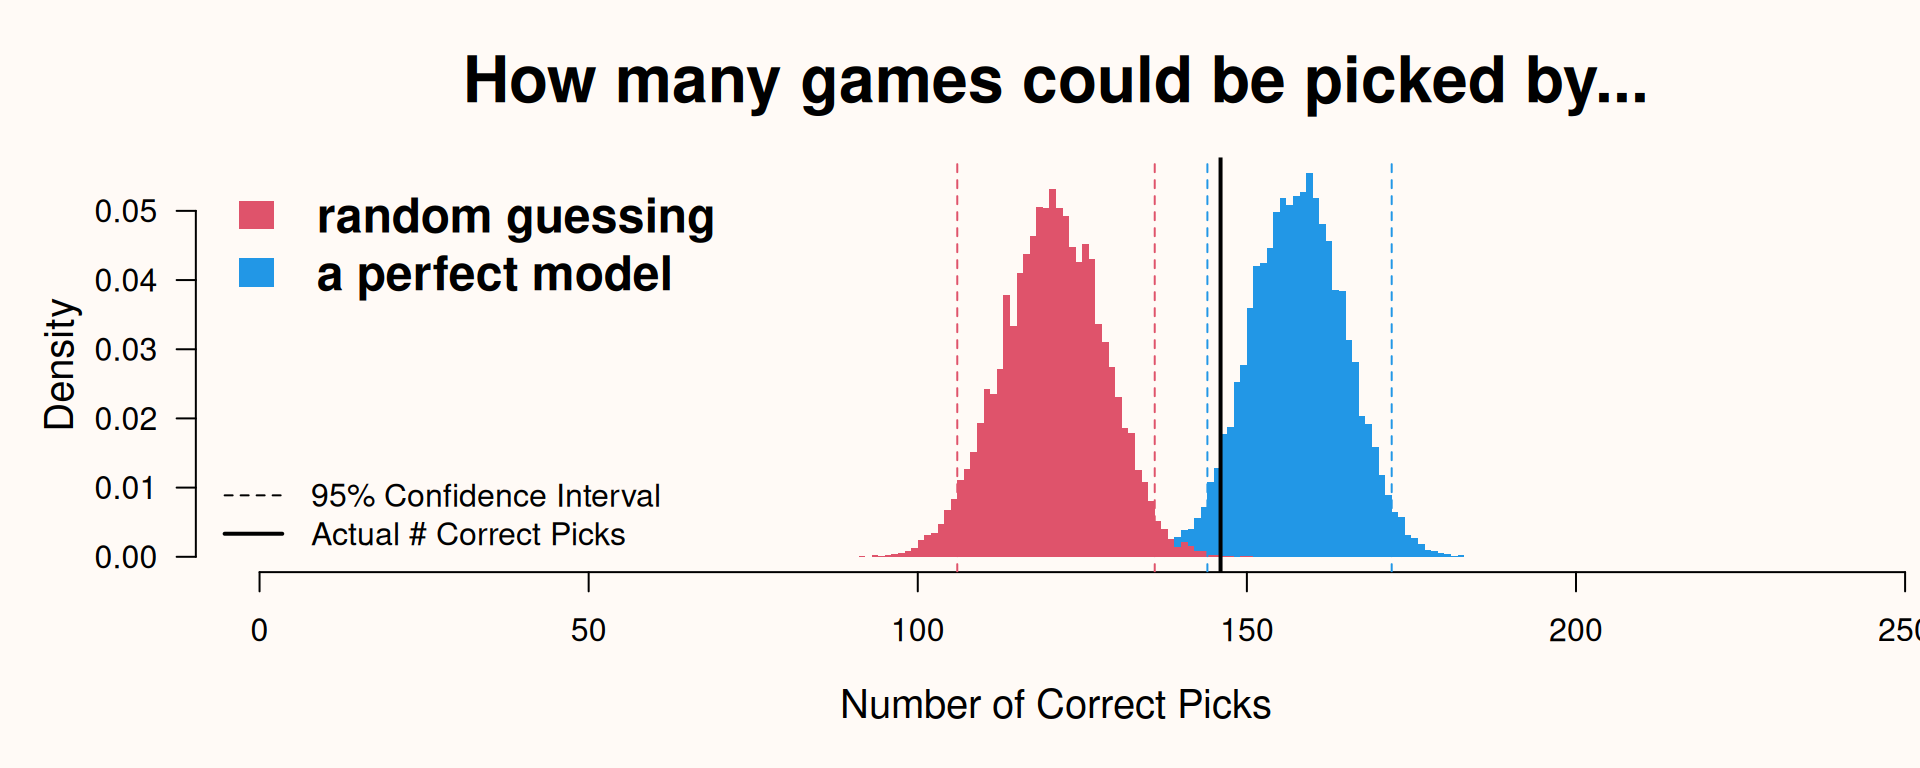 How many games could be picked by...
random guessing
a perfect model
0.05
0.04
0.03
0.02
0.01
0.00
Density
95% Confidence Interval
Actual # Correct Picks
0 50 100 150 200 250
Number of Correct Picks